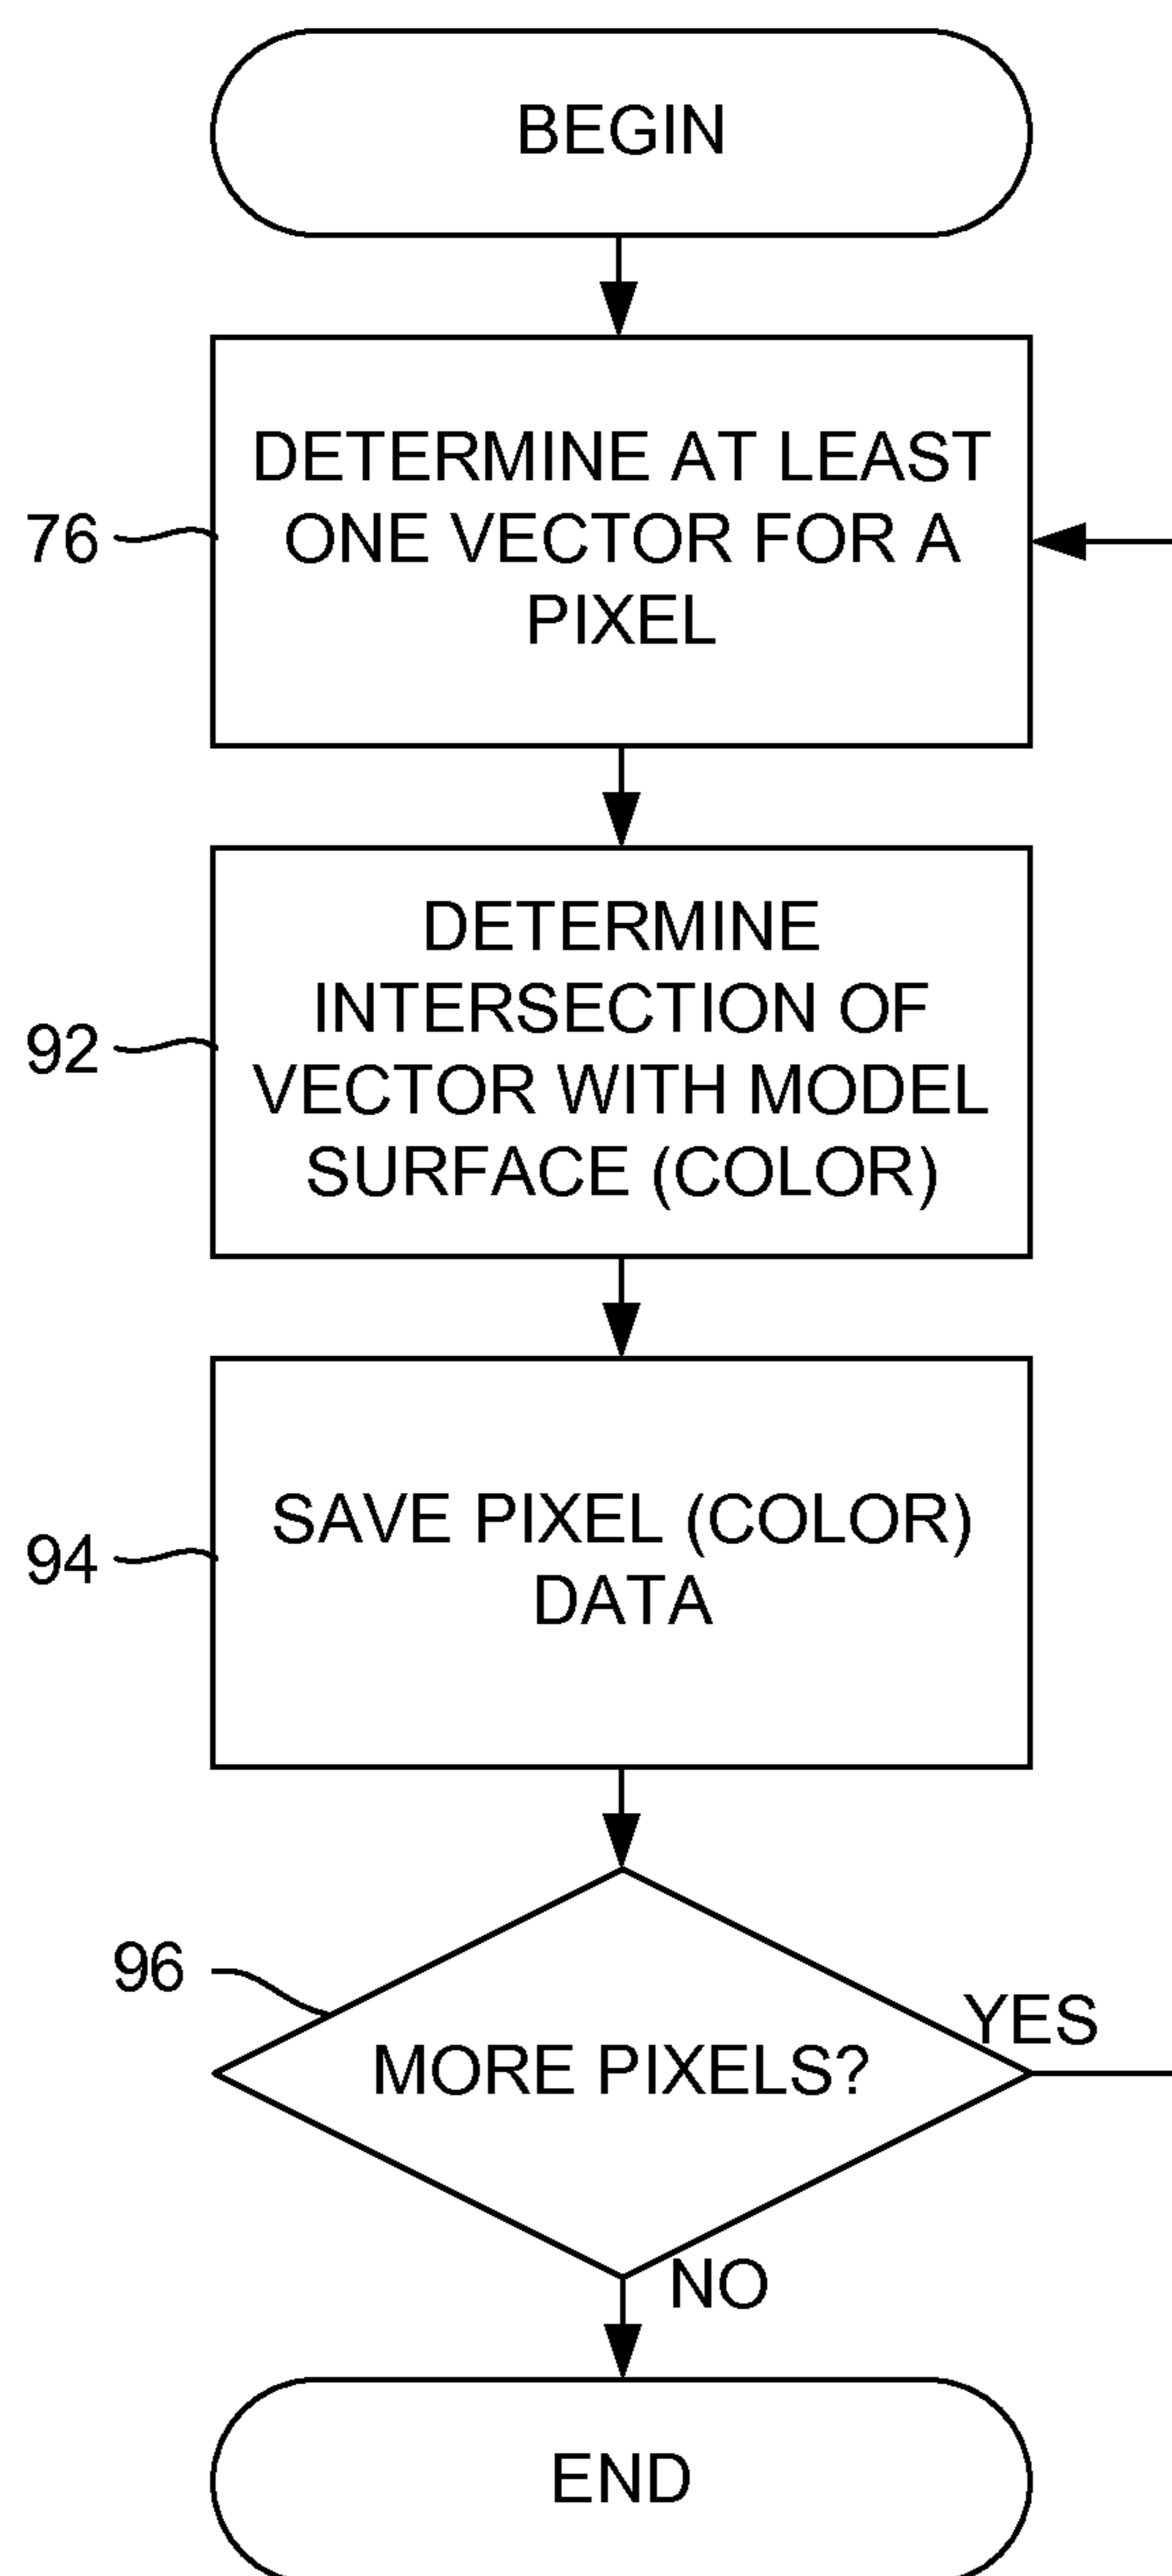 BEGIN
DETERMINE AT LEAST
ONE VECTOR FOR A
PIXEL
76
DETERMINE
INTERSECTION OF
VECTOR WITH MODEL
SURFACE (COLOR)
92
SAVE PIXEL (COLOR)
DATA
94
96
MORE PIXELS?
YES
NO
END